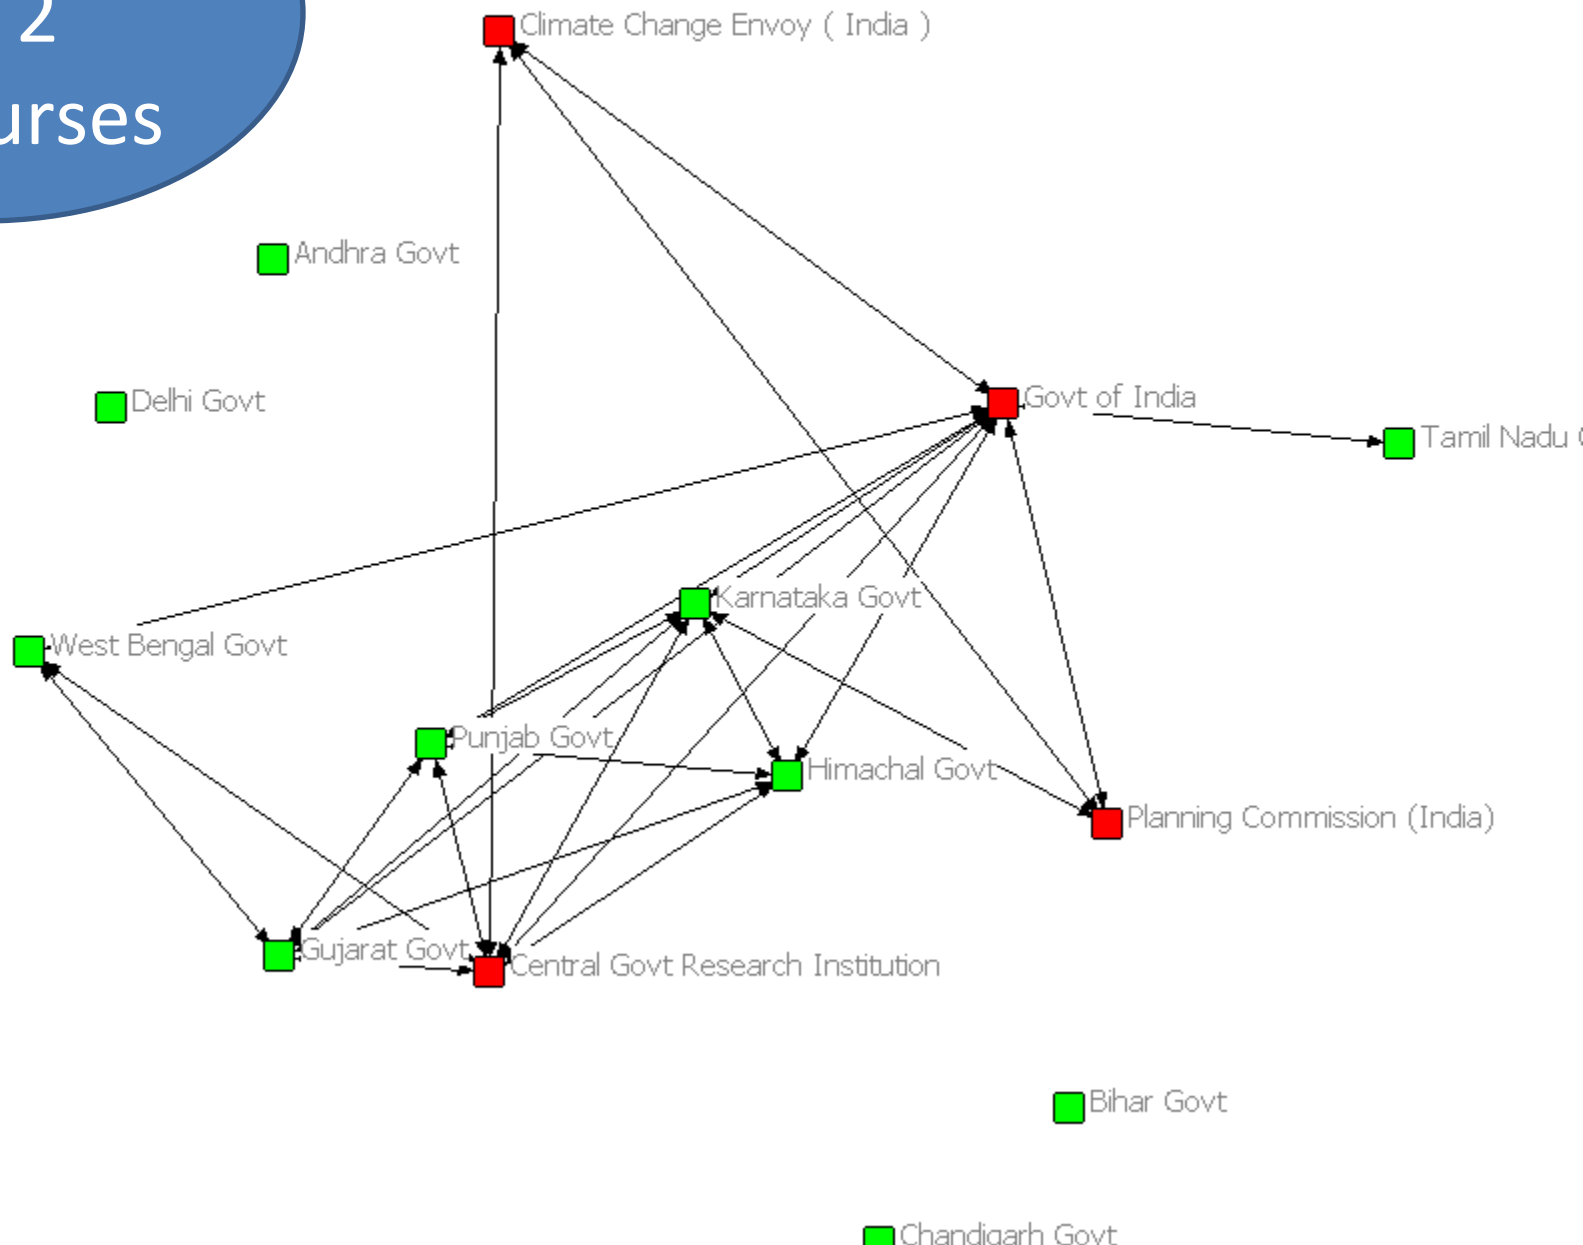 2
urses
Climate Change Envoy ( India )
Andhra Govt
Delhi Govt
Govt of India
Tamil Nadu
Karnataka Govt
West Bengal Govt
Punjab Govt
Himachal Govt
Planning Commission (India)
Gujarat Govt
Central Govt Research Institution
Bihar Govt
Chandigarh Govt